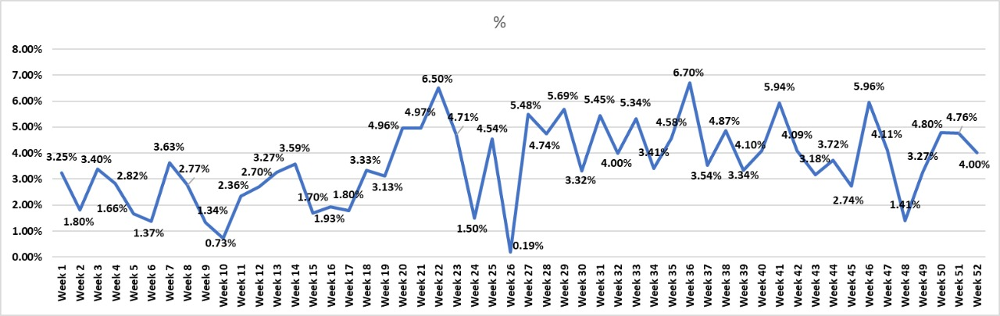 %
8.00%
7.00%
6.00%
5.00%
4.00%
3.00%
2.00%
1.00%
0.00%
3.25%
1.80%
3.40%
2.82%
1.66%
1.37%
3.63%
2.77%
1.34%
0.73%
2.36%
2.70%
3.27%
3.59%
1.70%
1.93%
1.80%
3.33%
3.13%
4.96%
4.97%
6.50%
4.71%
1.50%
4.54%
0.19%
5.48%
4.74%
5.69%
3.32%
5.45%
4.00%
5.34%
3.41%
4.58%
6.70%
3.54%
4.87%
3.34%
4.10%
5.94%
4.09%
3.18%
3.72%
2.74%
5.96%
4.11%
1.41%
3.27%
4.80%
4.76%
4.00%
Week 1
Week 2
Week 3
Week 4
Week 5
Week 6
Week 7
Week 8
Week 9
Week 10
Week 11
Week 12
Week 13
Week 14
Week 15
Week 16
Week 17
Week 18
Week 19
Week 20
Week 21
Week 22
Week 23
Week 24
Week 25
Week 26
Week 27
Week 28
Week 29
Week 30
Week 31
Week 32
Week 33
Week 34
Week 35
Week 36
Week 37
Week 38
Week 39
Week 40
Week 41
Week 42
Week 43
Week 44
Week 45
Week 46
Week 47
Week 48
Week 49
Week 50
Week 51
Week 52